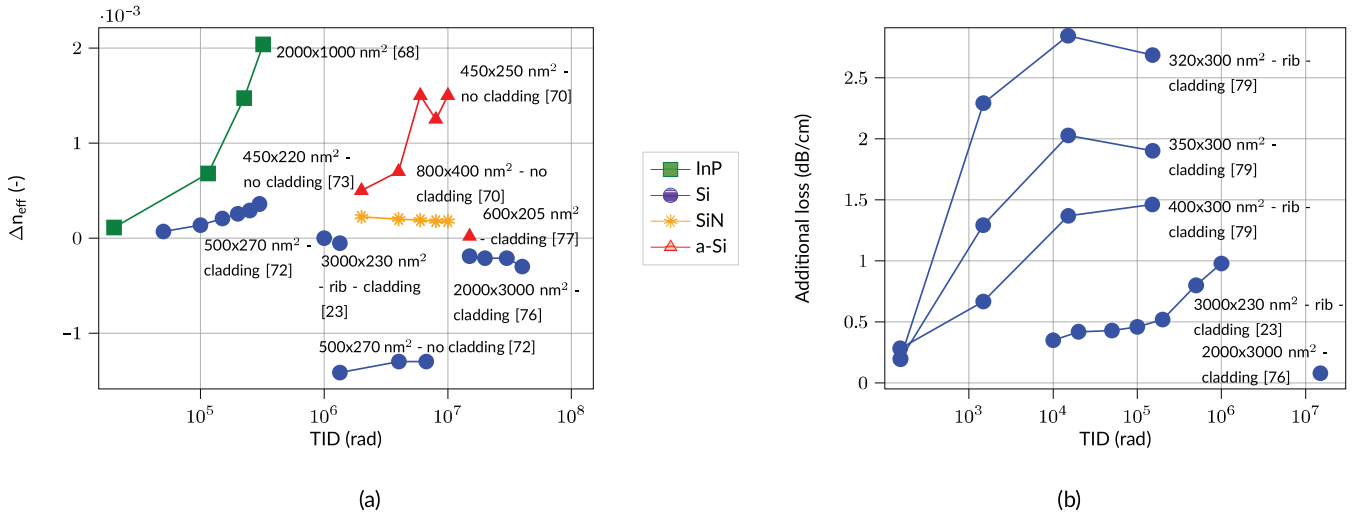 ·10⁻³
2
1
0
−1
Δn_eff (-)
2000x1000 nm² [68]
450x250 nm² -
no cladding [70]
450x220 nm² -
no cladding [73]
800x400 nm² - no
cladding [70]
600x205 nm²
- cladding [77]
500x270 nm² -
cladding [72]
3000x230 nm²
- rib - cladding
[23]
2000x3000 nm² -
cladding [76]
500x270 nm² - no cladding [72]
10⁵
10⁶
10⁷
10⁸
TID (rad)
(a)
InP
Si
SiN
a-Si
2.5
2
1.5
1
0.5
0
Additional loss (dB/cm)
320x300 nm² - rib -
cladding [79]
350x300 nm² -
cladding [79]
400x300 nm² - rib -
cladding [79]
3000x230 nm² - rib -
cladding [23]
2000x3000 nm² -
cladding [76]
10³
10⁴
10⁵
10⁶
10⁷
TID (rad)
(b)